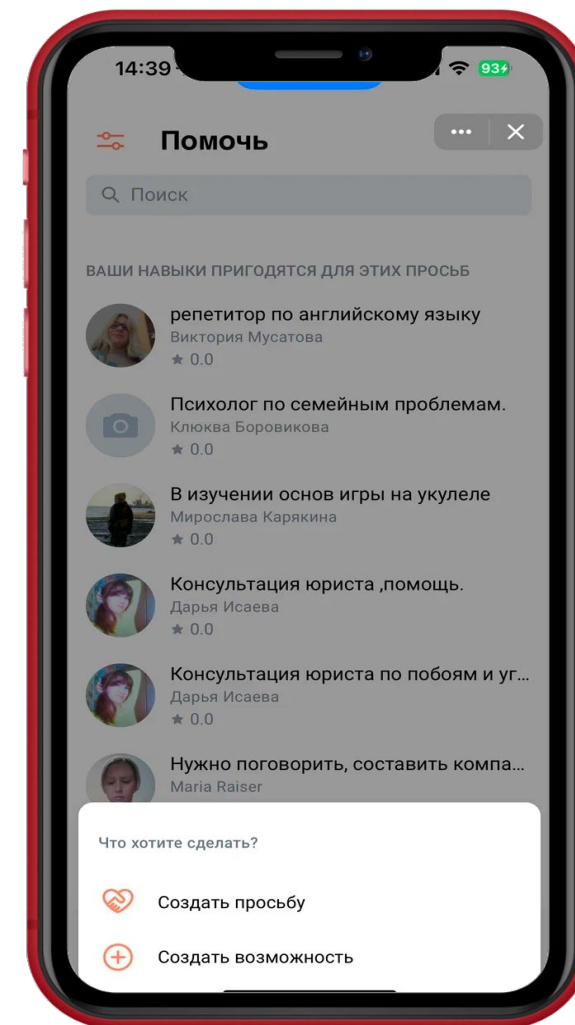 14:39
93
Помочь
Поиск
ВАШИ НАВЫКИ ПРИГОДЯТСЯ ДЛЯ ЭТИХ ПРОСЬБ
репетитор по английскому языку
Виктория Мусатова
★ 0.0
Психолог по семейным проблемам.
Клюква Боровикова
★ 0.0
В изучении основ игры на укулеле
Мирослава Карякина
★ 0.0
Консультация юриста ,помощь.
Дарья Исаева
★ 0.0
Консультация юриста по побоям и уг...
Дарья Исаева
★ 0.0
Нужно поговорить, составить компа...
Maria Raiser
Что хотите сделать?
Создать просьбу
Создать возможность